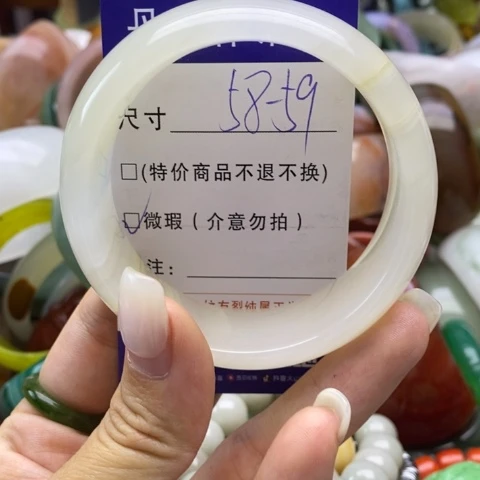 尺寸 58-59
□(特价商品不退不换)
☑微瑕(介意勿拍)
注: